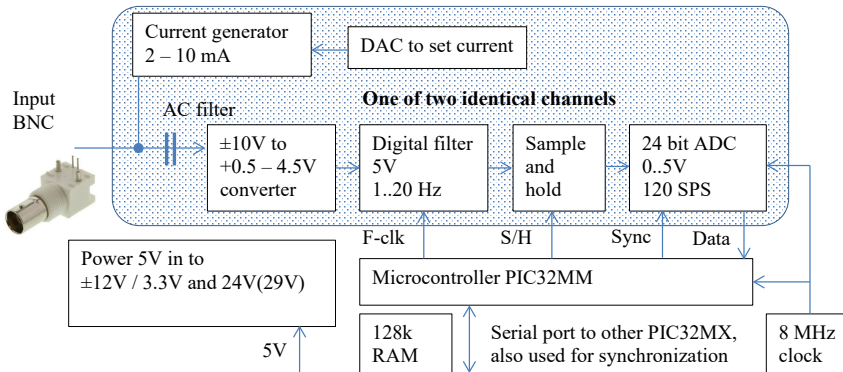 Current generator
2 – 10 mA
DAC to set current
Input
BNC
AC filter
One of two identical channels
±10V to
+0.5 – 4.5V
converter
Digital filter
5V
1..20 Hz
Sample
and
hold
24 bit ADC
0..5V
120 SPS
F-clk
S/H
Sync
Data
Power 5V in to
±12V / 3.3V and 24V(29V)
Microcontroller PIC32MM
5V
128k
RAM
Serial port to other PIC32MX,
also used for synchronization
8 MHz
clock